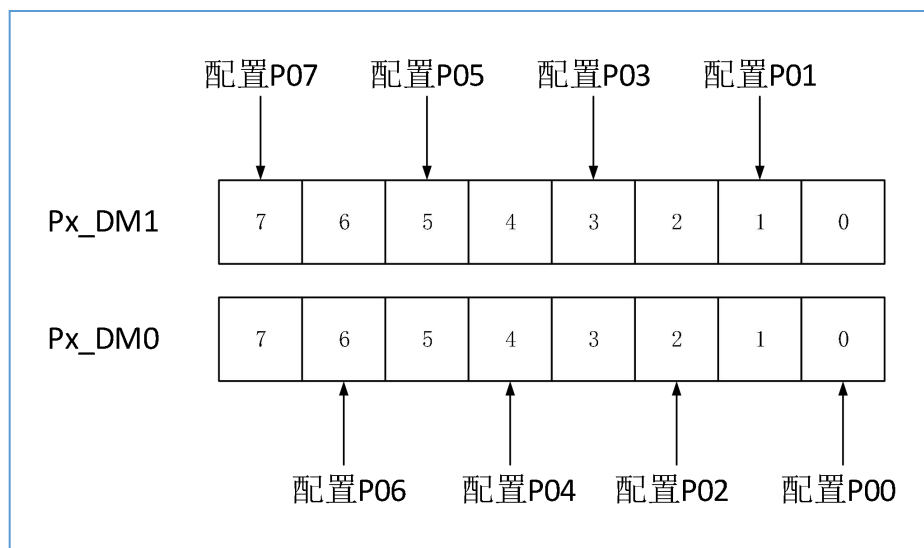 配置P07 配置P05 配置P03 配置P01
Px_DM1 7 6 5 4 3 2 1 0
Px_DM0 7 6 5 4 3 2 1 0
配置P06 配置P04 配置P02 配置P00